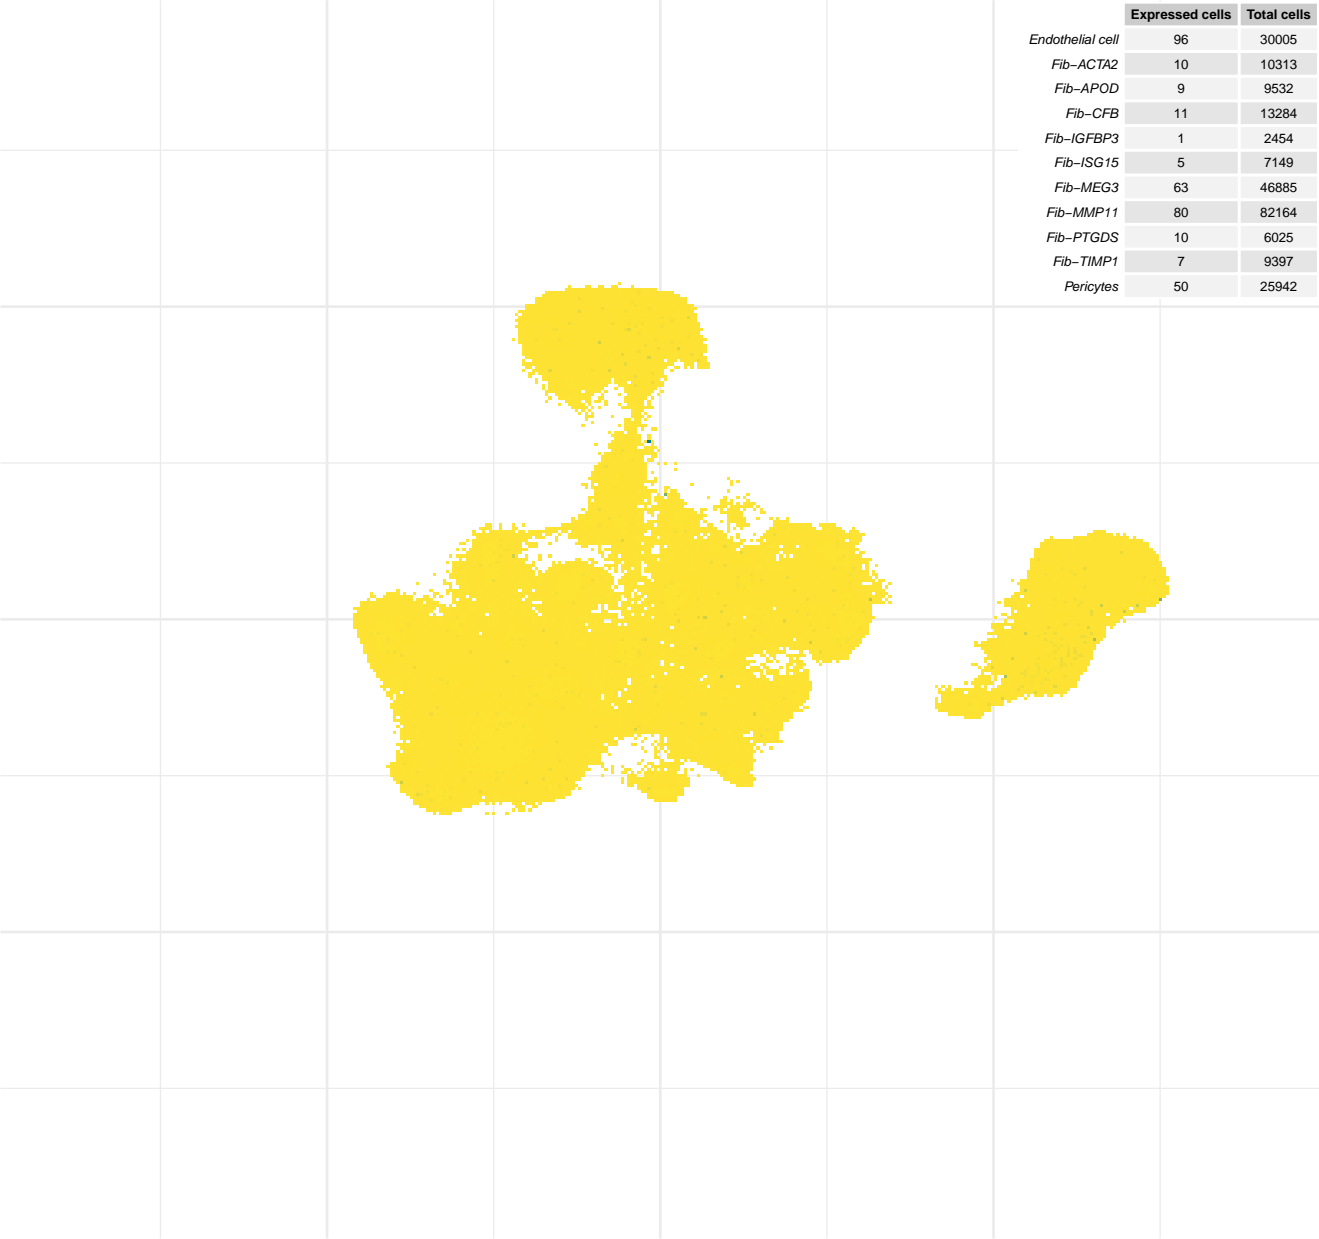 Expressed cells Total cells
Endothelial cell 96 30005
Fib−ACTA2 10 10313
Fib−APOD 9 9532
Fib−CFB 11 13284
Fib−IGFBP3 1 2454
Fib−ISG15 5 7149
Fib−MEG3 63 46885
Fib−MMP11 80 82164
Fib−PTGDS 10 6025
Fib−TIMP1 7 9397
Pericytes 50 25942